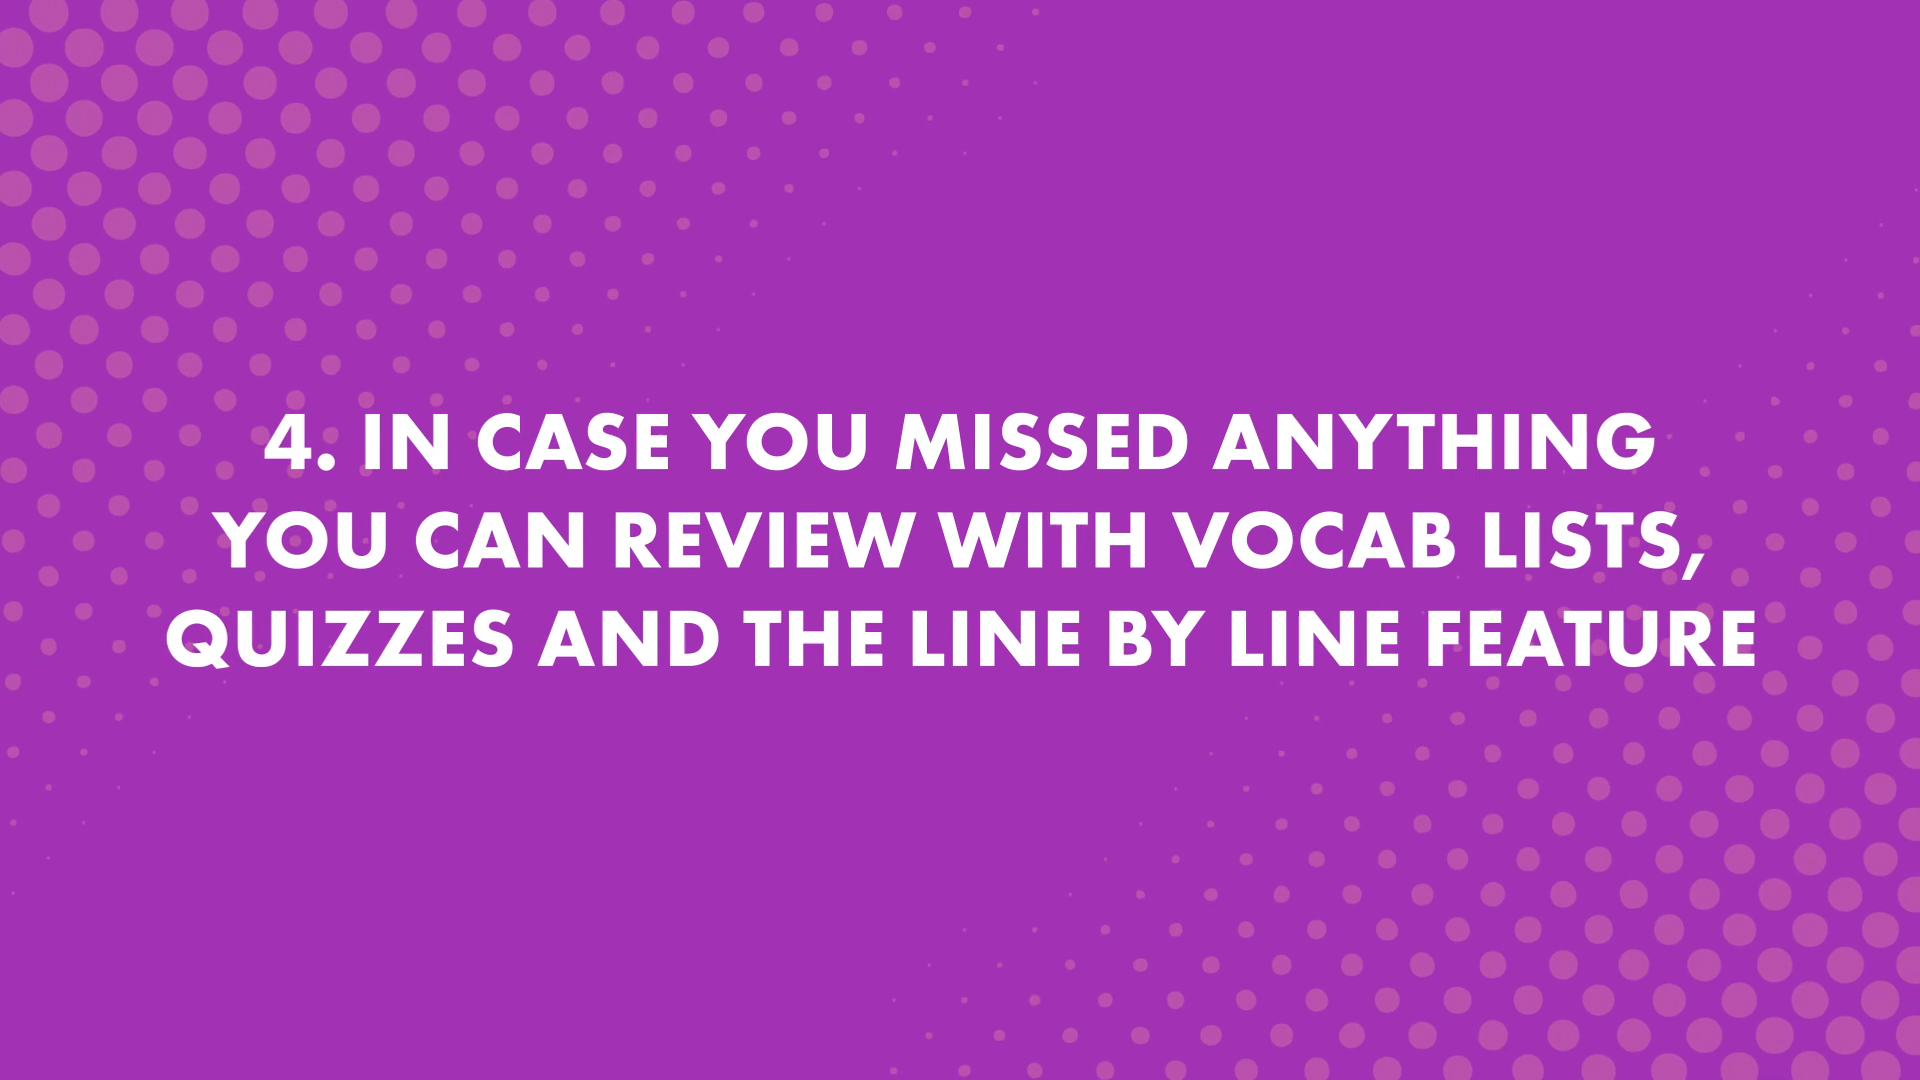 4. IN CASE YOU MISSED ANYTHING
YOU CAN REVIEW WITH VOCAB LISTS,
QUIZZES AND THE LINE BY LINE FEATURE